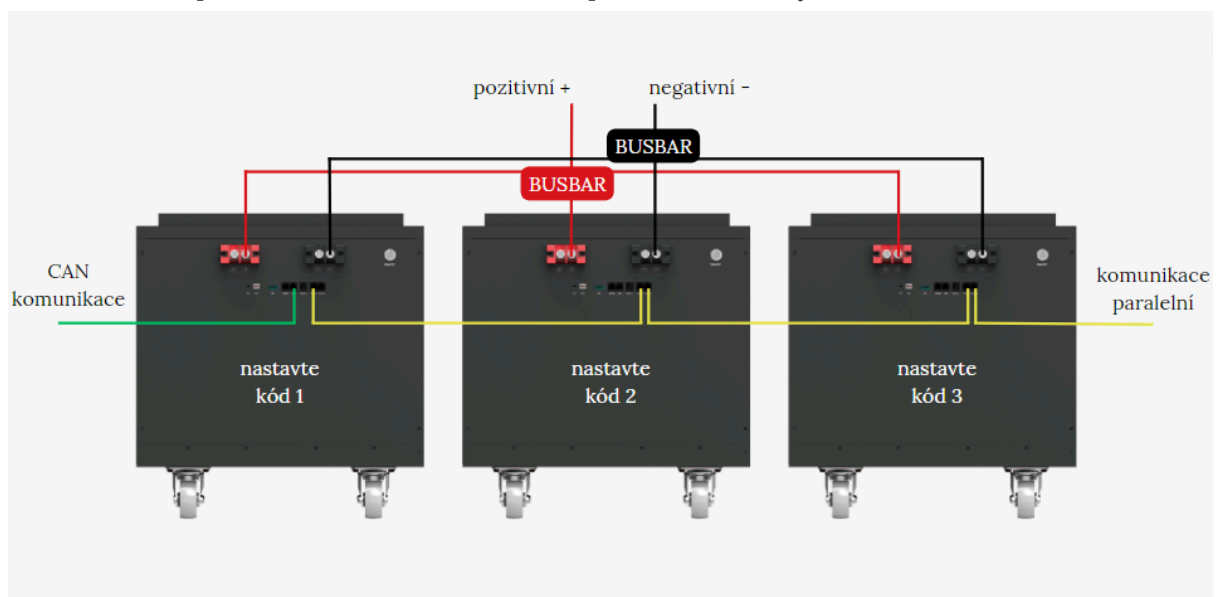 pozitivní +
negativní -
BUSBAR
BUSBAR
CAN
komunikace
komunikace
paralelní
nastavte
kód 1
nastavte
kód 2
nastavte
kód 3